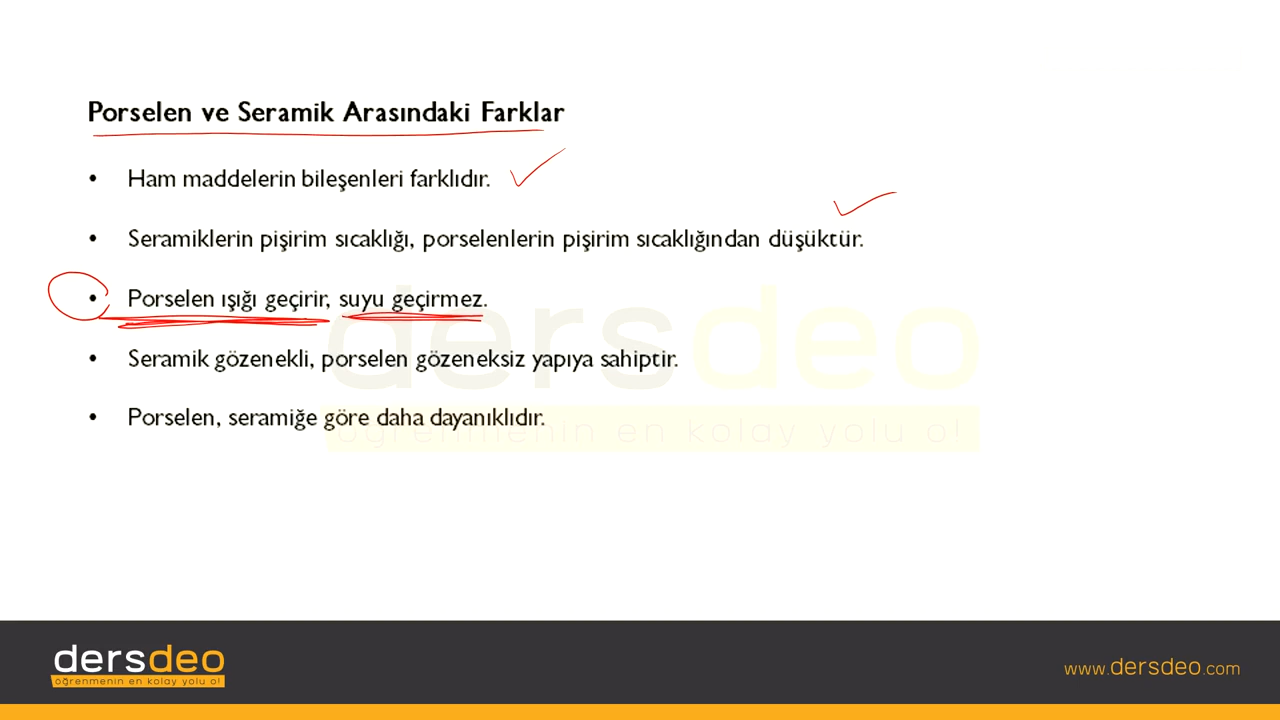 Porselen ve Seramik Arasındaki Farklar
• Ham maddelerin bileşenleri farklıdır.
• Seramiklerin pişirim sıcaklığı, porselenlerin pişirim sıcaklığından düşüktür.
• Porselen ışığı geçirir, suyu geçirmez.
• Seramik gözenekli, porselen gözeneksiz yapıya sahiptir.
• Porselen, seramiğe göre daha dayanıklıdır.
dersdeo
öğrenmenin en kolay yolu o!
dersdeo
öğrenmenin en kolay yolu o!
www.dersdeo.com